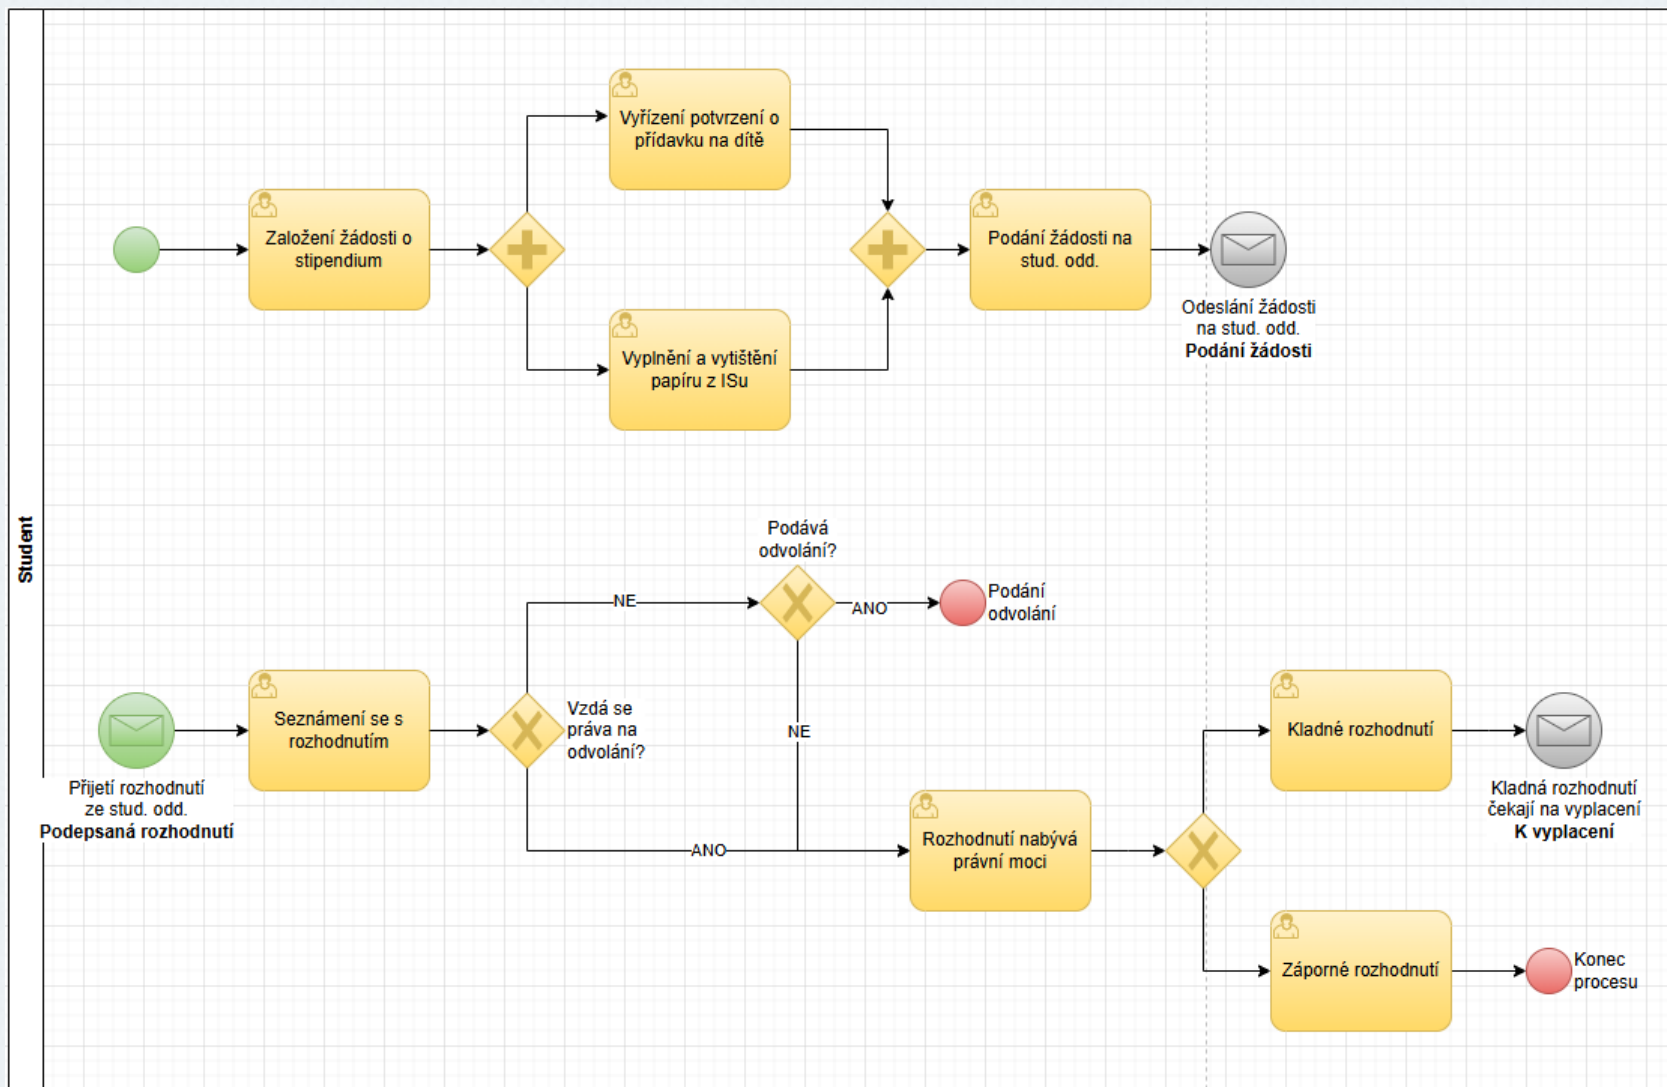 Student
Vyřízení potvrzení o
přídavku na dítě
Založení žádosti o
stipendium
Podání žádosti na
stud. odd.
Odeslání žádosti
na stud. odd.
Podání žádosti
Vyplnění a vytištění
papíru z ISu
Podává
odvolání?
NE
ANO
Podání
odvolání
Seznámení se s
rozhodnutím
Vzdá se
práva na
odvolání?
NE
Kladné rozhodnutí
Přijetí rozhodnutí
ze stud. odd.
Podepsaná rozhodnutí
Kladná rozhodnutí
čekají na vyplacení
K vyplacení
ANO
Rozhodnutí nabývá
právní moci
Záporné rozhodnutí
Konec
procesu